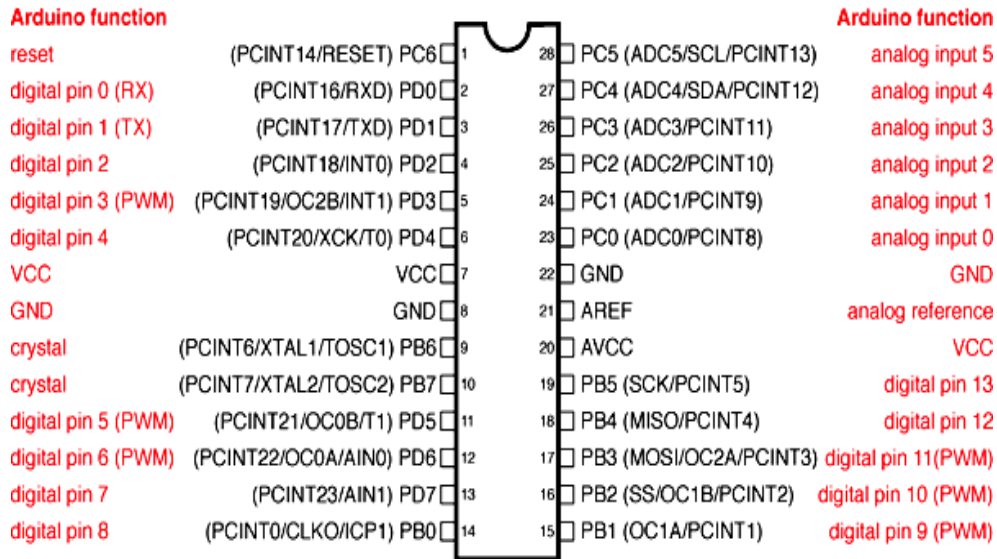 Arduino function Arduino function
reset (PCINT14/RESET) PC6 1 28 PC5 (ADC5/SCL/PCINT13) analog input 5
digital pin 0 (RX) (PCINT16/RXD) PD0 2 27 PC4 (ADC4/SDA/PCINT12) analog input 4
digital pin 1 (TX) (PCINT17/TXD) PD1 3 26 PC3 (ADC3/PCINT11) analog input 3
digital pin 2 (PCINT18/INT0) PD2 4 25 PC2 (ADC2/PCINT10) analog input 2
digital pin 3 (PWM) (PCINT19/OC2B/INT1) PD3 5 24 PC1 (ADC1/PCINT9) analog input 1
digital pin 4 (PCINT20/XCK/T0) PD4 6 23 PC0 (ADC0/PCINT8) analog input 0
VCC VCC 7 22 GND GND
GND GND 8 21 AREF analog reference
crystal (PCINT6/XTAL1/TOSC1) PB6 9 20 AVCC VCC
crystal (PCINT7/XTAL2/TOSC2) PB7 10 19 PB5 (SCK/PCINT5) digital pin 13
digital pin 5 (PWM) (PCINT21/OC0B/T1) PD5 11 18 PB4 (MISO/PCINT4) digital pin 12
digital pin 6 (PWM) (PCINT22/OC0A/AIN0) PD6 12 17 PB3 (MOSI/OC2A/PCINT3) digital pin 11(PWM)
digital pin 7 (PCINT23/AIN1) PD7 13 16 PB2 (SS/OC1B/PCINT2) digital pin 10 (PWM)
digital pin 8 (PCINT0/CLKO/ICP1) PB0 14 15 PB1 (OC1A/PCINT1) digital pin 9 (PWM)